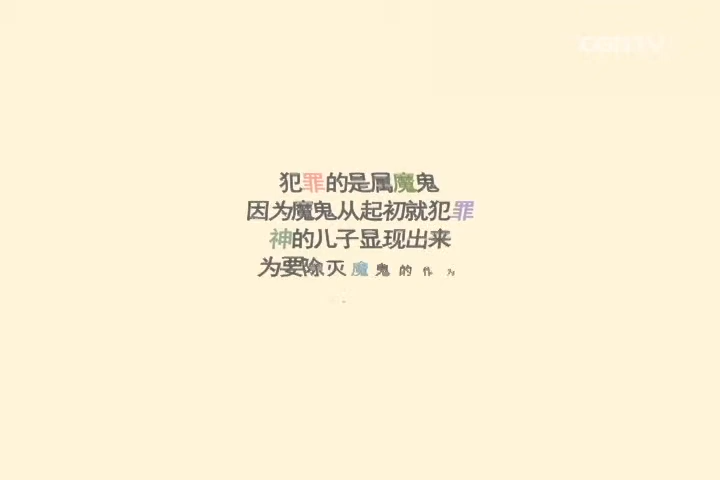 犯罪的是属魔鬼
因为魔鬼从起初就犯罪
神的儿子显现出来
为要除灭魔鬼的作为